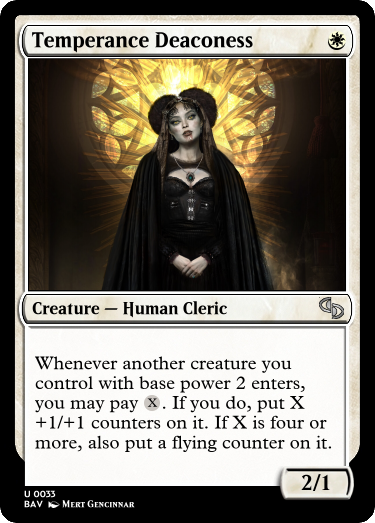 Temperance Deaconess
Creature — Human Cleric
Whenever another creature you
control with base power 2 enters,
you may pay X. If you do, put X
+1/+1 counters on it. If X is four or
more, also put a flying counter on it.
2/1
U 0033
BAV Mert Gencinnar